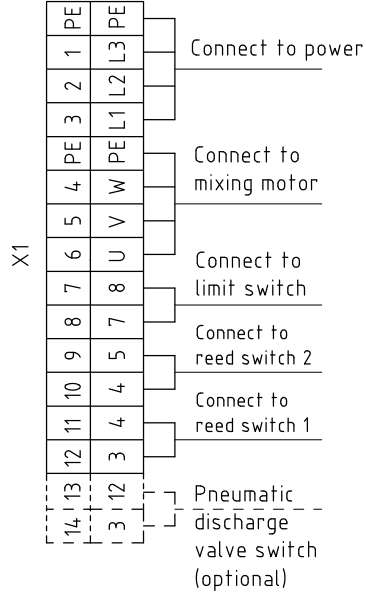 X1
PE PE
1 L3
2 L2
3 L1
PE PE
4 W
5 V
6 U
7 8
8 7
9 5
10 4
11 4
12 3
13 12
14 3
Connect to power
Connect to
mixing motor
Connect to
limit switch
Connect to
reed switch 2
Connect to
reed switch 1
Pneumatic
discharge
valve switch
(optional)